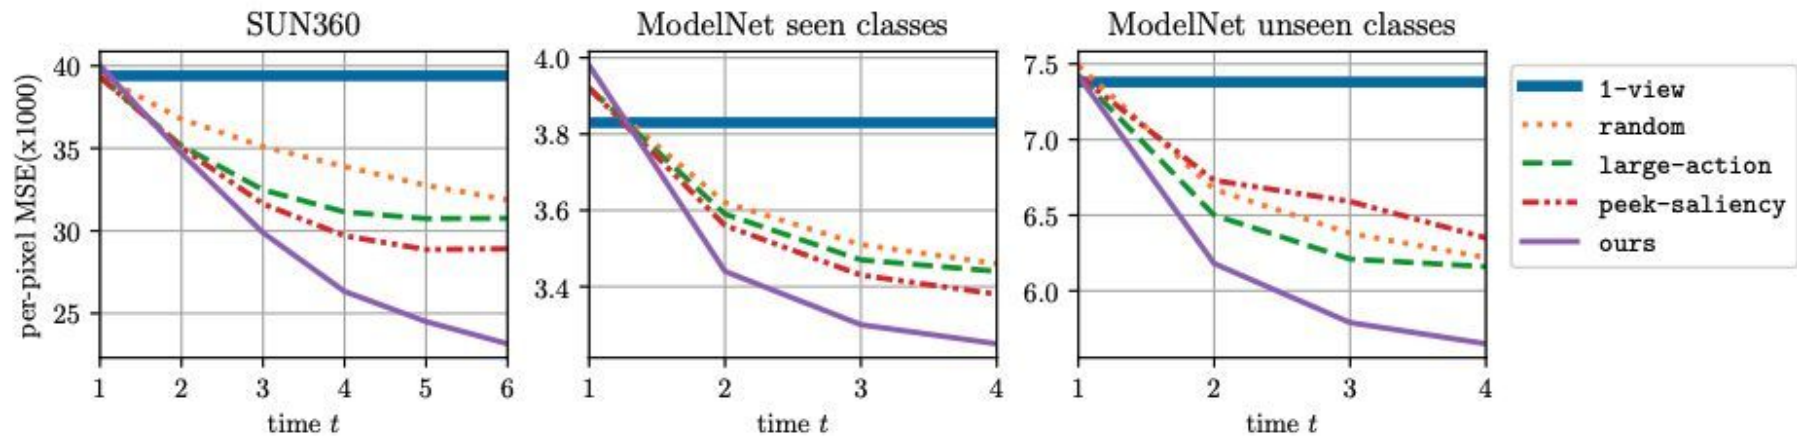 SUN360
ModelNet seen classes
ModelNet unseen classes
per-pixel MSE(x1000)
40
35
30
25
1 2 3 4 5 6
time t
4.0
3.8
3.6
3.4
1 2 3 4
time t
7.5
7.0
6.5
6.0
1 2 3 4
time t
1-view
random
large-action
peek-saliency
ours